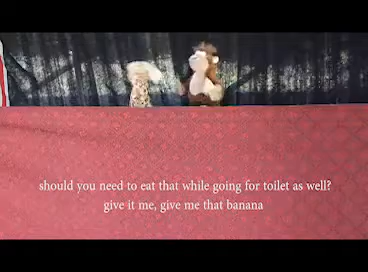 should you need to eat that while going for toilet as well?
give it me, give me that banana